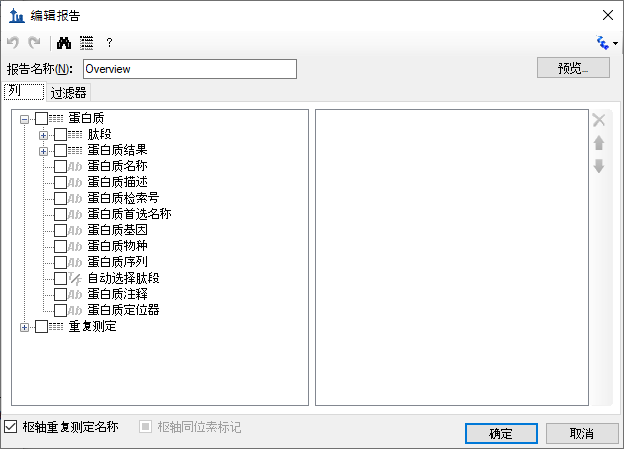 编辑报告
?
报告名称(N): Overview 预览...
列 过滤器
蛋白质
肽段
蛋白质结果
Ab 蛋白质名称
Ab 蛋白质描述
Ab 蛋白质检索号
Ab 蛋白质首选名称
Ab 蛋白质基因
Ab 蛋白质物种
Ab 蛋白质序列
T/F 自动选择肽段
Ab 蛋白质注释
Ab 蛋白质定位器
重复测定
枢轴重复测定名称 枢轴同位素标记
确定 取消